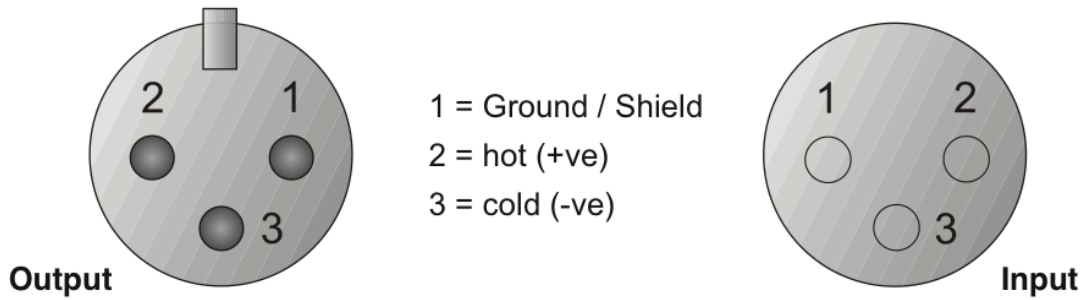 2 1
3
Output
1 = Ground / Shield
2 = hot (+ve)
3 = cold (-ve)
1 2
3
Input